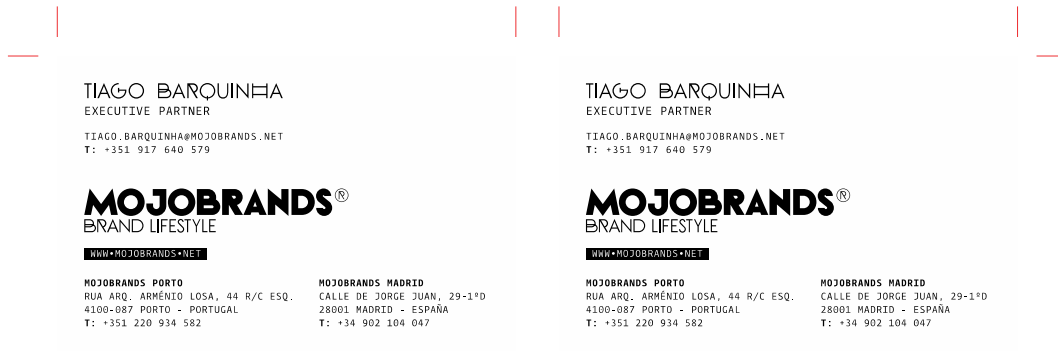 TIAGO BARQUINHA
EXECUTIVE PARTNER
TIAGO.BARQUINHA@MOJOBRANDS.NET
T: +351 917 640 579
MOJOBRANDS®
BRAND LIFESTYLE
WWW•MOJOBRANDS•NET
MOJOBRANDS PORTO
RUA ARQ. ARMÉNIO LOSA, 44 R/C ESQ.
4100-087 PORTO - PORTUGAL
T: +351 220 934 582
MOJOBRANDS MADRID
CALLE DE JORGE JUAN, 29-1ºD
28001 MADRID - ESPAÑA
T: +34 902 104 047
TIAGO BARQUINHA
EXECUTIVE PARTNER
TIAGO.BARQUINHA@MOJOBRANDS.NET
T: +351 917 640 579
MOJOBRANDS®
BRAND LIFESTYLE
WWW•MOJOBRANDS•NET
MOJOBRANDS PORTO
RUA ARQ. ARMÉNIO LOSA, 44 R/C ESQ.
4100-087 PORTO - PORTUGAL
T: +351 220 934 582
MOJOBRANDS MADRID
CALLE DE JORGE JUAN, 29-1ºD
28001 MADRID - ESPAÑA
T: +34 902 104 047